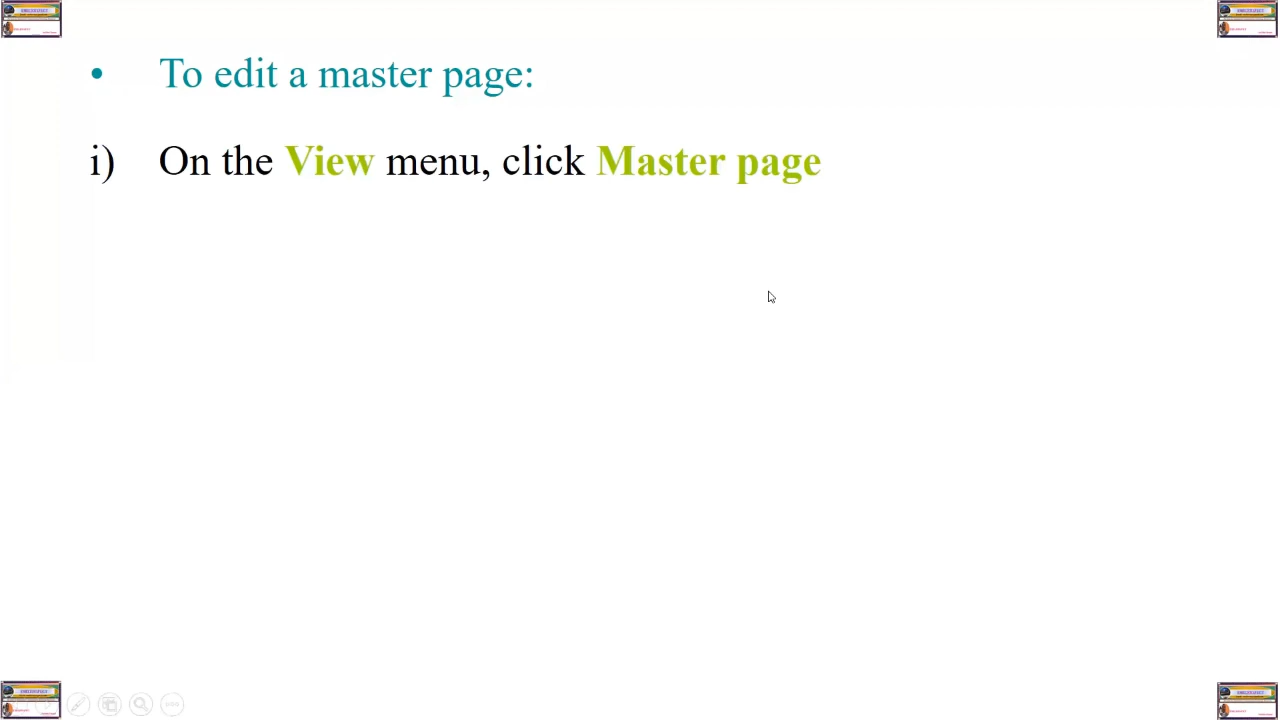 • To edit a master page:
i) On the View menu, click Master page